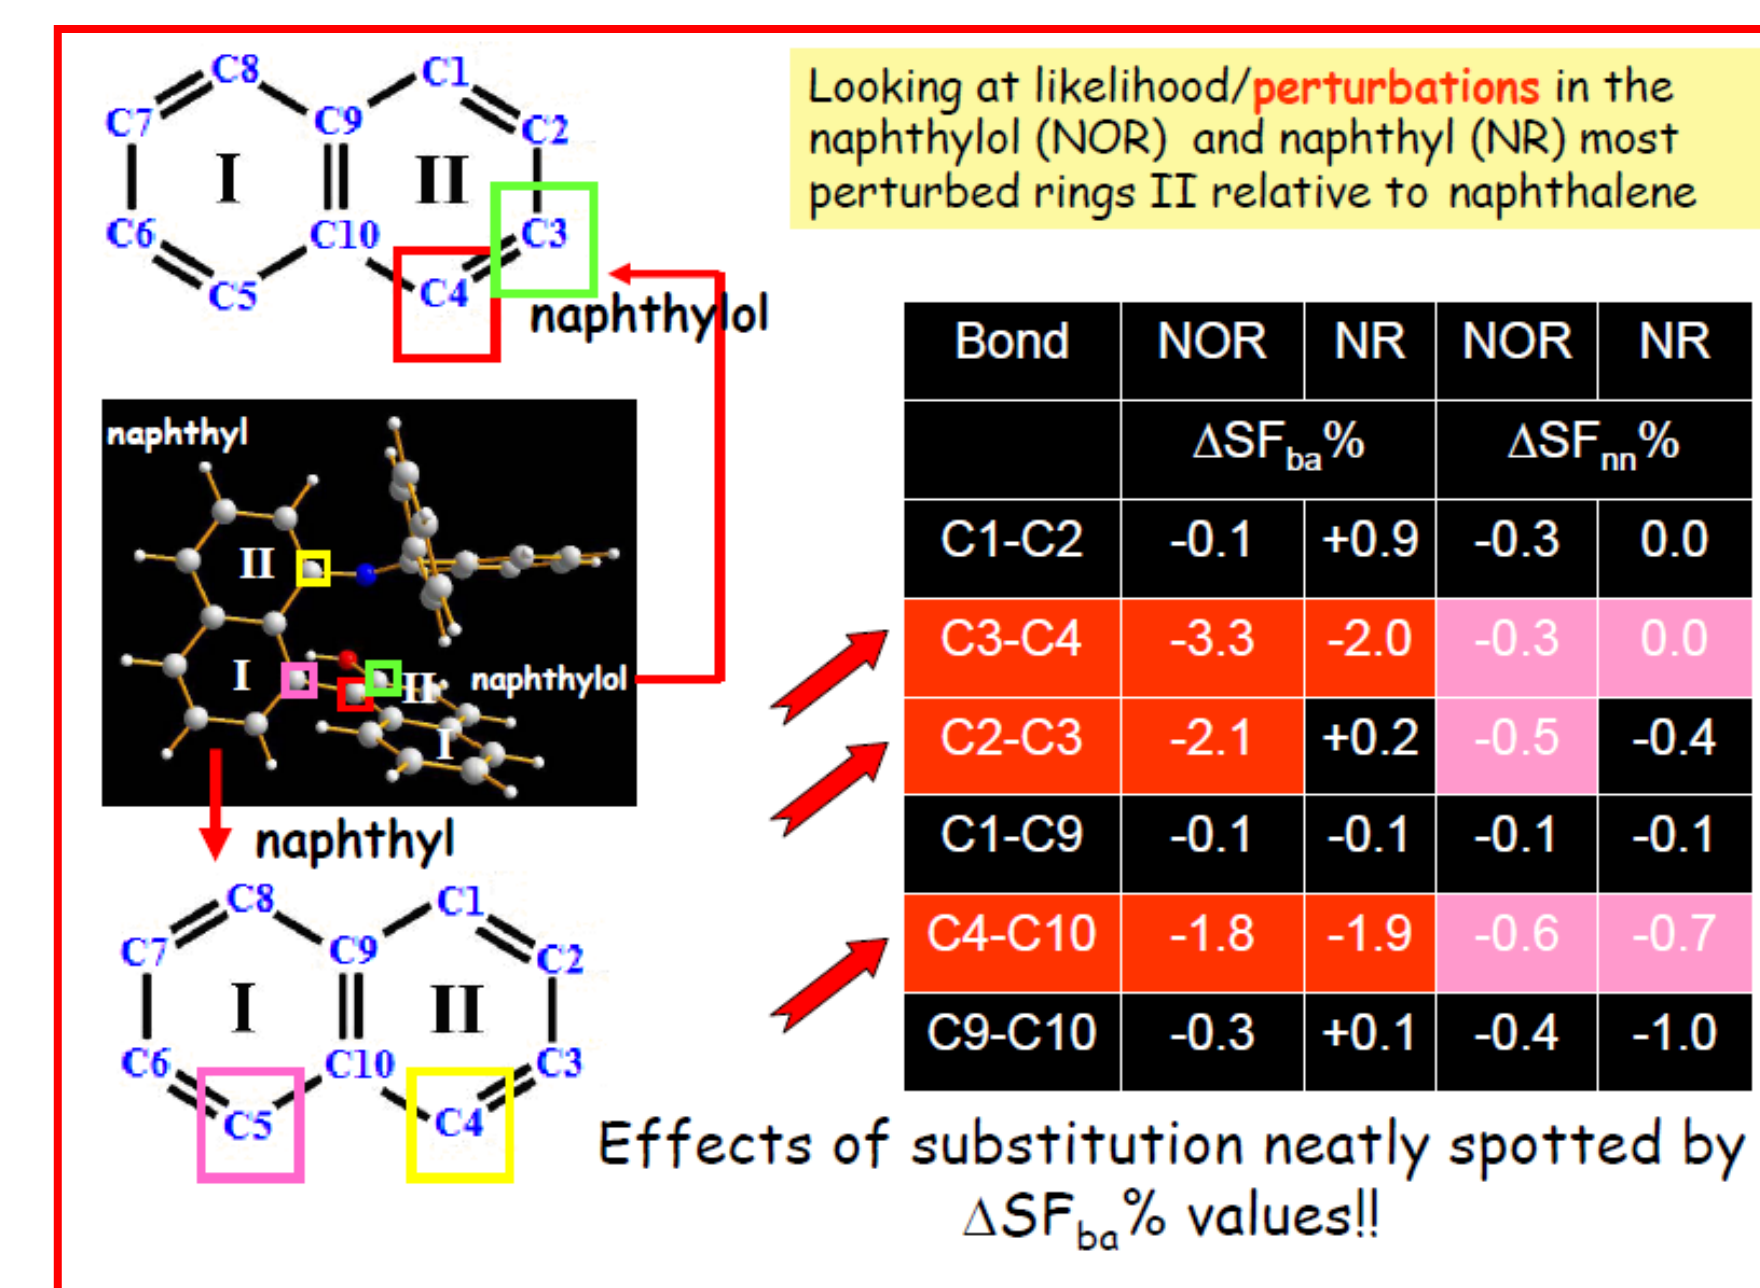 C8
C1
C7
C9
C2
I
II
C6
C10
C3
C5
C4
naphthylol
Looking at likelihood/perturbations in the
naphthylol (NOR) and naphthyl (NR) most
perturbed rings II relative to naphthalene
naphthyl
II
I
II
naphthylol
I
naphthyl
C8
C1
C7
C9
C2
I
II
C6
C10
C3
C5
C4
Bond NOR NR NOR NR
ΔSFba% ΔSFnn%
C1-C2 -0.1 +0.9 -0.3 0.0
C3-C4 -3.3 -2.0 -0.3 0.0
C2-C3 -2.1 +0.2 -0.5 -0.4
C1-C9 -0.1 -0.1 -0.1 -0.1
C4-C10 -1.8 -1.9 -0.6 -0.7
C9-C10 -0.3 +0.1 -0.4 -1.0
Effects of substitution neatly spotted by
ΔSFba% values!!